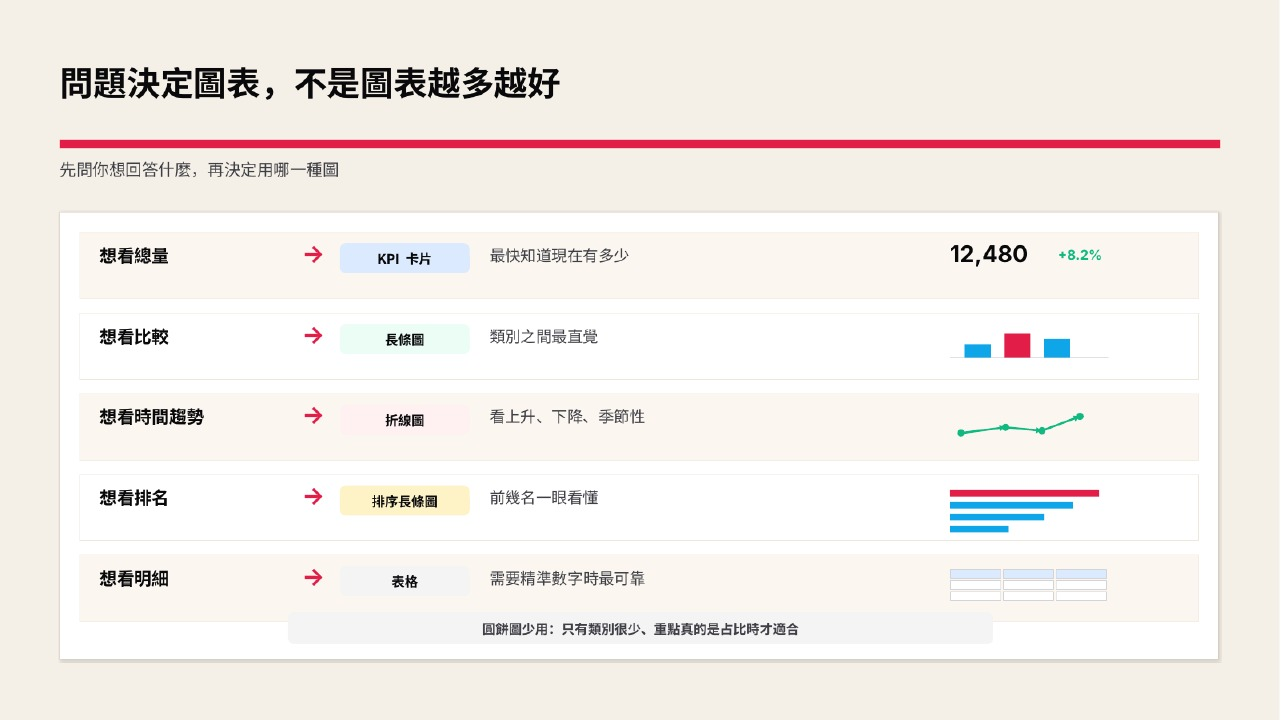 問題決定圖表，不是圖表越多越好
先問你想回答什麼，再決定用哪一種圖
想看總量 → KPI 卡片 最快知道現在有多少 12,480 +8.2%
想看比較 → 長條圖 類別之間最直覺
想看時間趨勢 → 折線圖 看上升、下降、季節性
想看排名 → 排序長條圖 前幾名一眼看懂
想看明細 → 表格 需要精準數字時最可靠
圓餅圖少用：只有類別很少、重點真的是占比時才適合